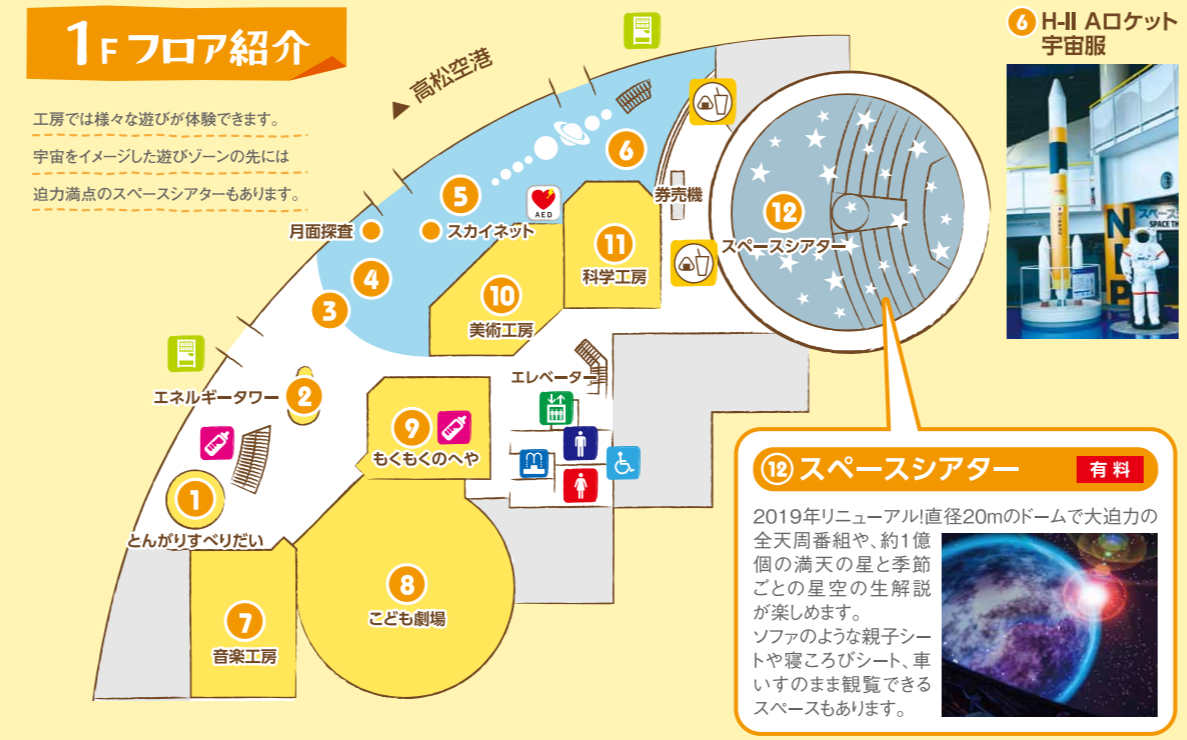 1F フロア紹介
工房では様々な遊びが体験できます。
宇宙をイメージした遊びゾーンの先には
迫力満点のスペースシアターもあります。
▶高松空港
6 H-II Aロケット
宇宙服
スペース
SPACE TH
6
5
AED
券売機
月面探査
スカイネット
12
スペースシアター
11
科学工房
4
3
10
美術工房
エレベーター
エネルギータワー
2
9
もくもくのへや
1
とんがりすべりだい
8
こども劇場
7
音楽工房
⑫スペースシアター
有料
2019年リニューアル!直径20mのドームで大迫力の
全天周番組や、約1億
個の満天の星と季節
ごとの星空の生解説
が楽しめます。
ソファのような親子シー
トや寝ころびシート、車
いすのまま観覧できる
スペースもあります。